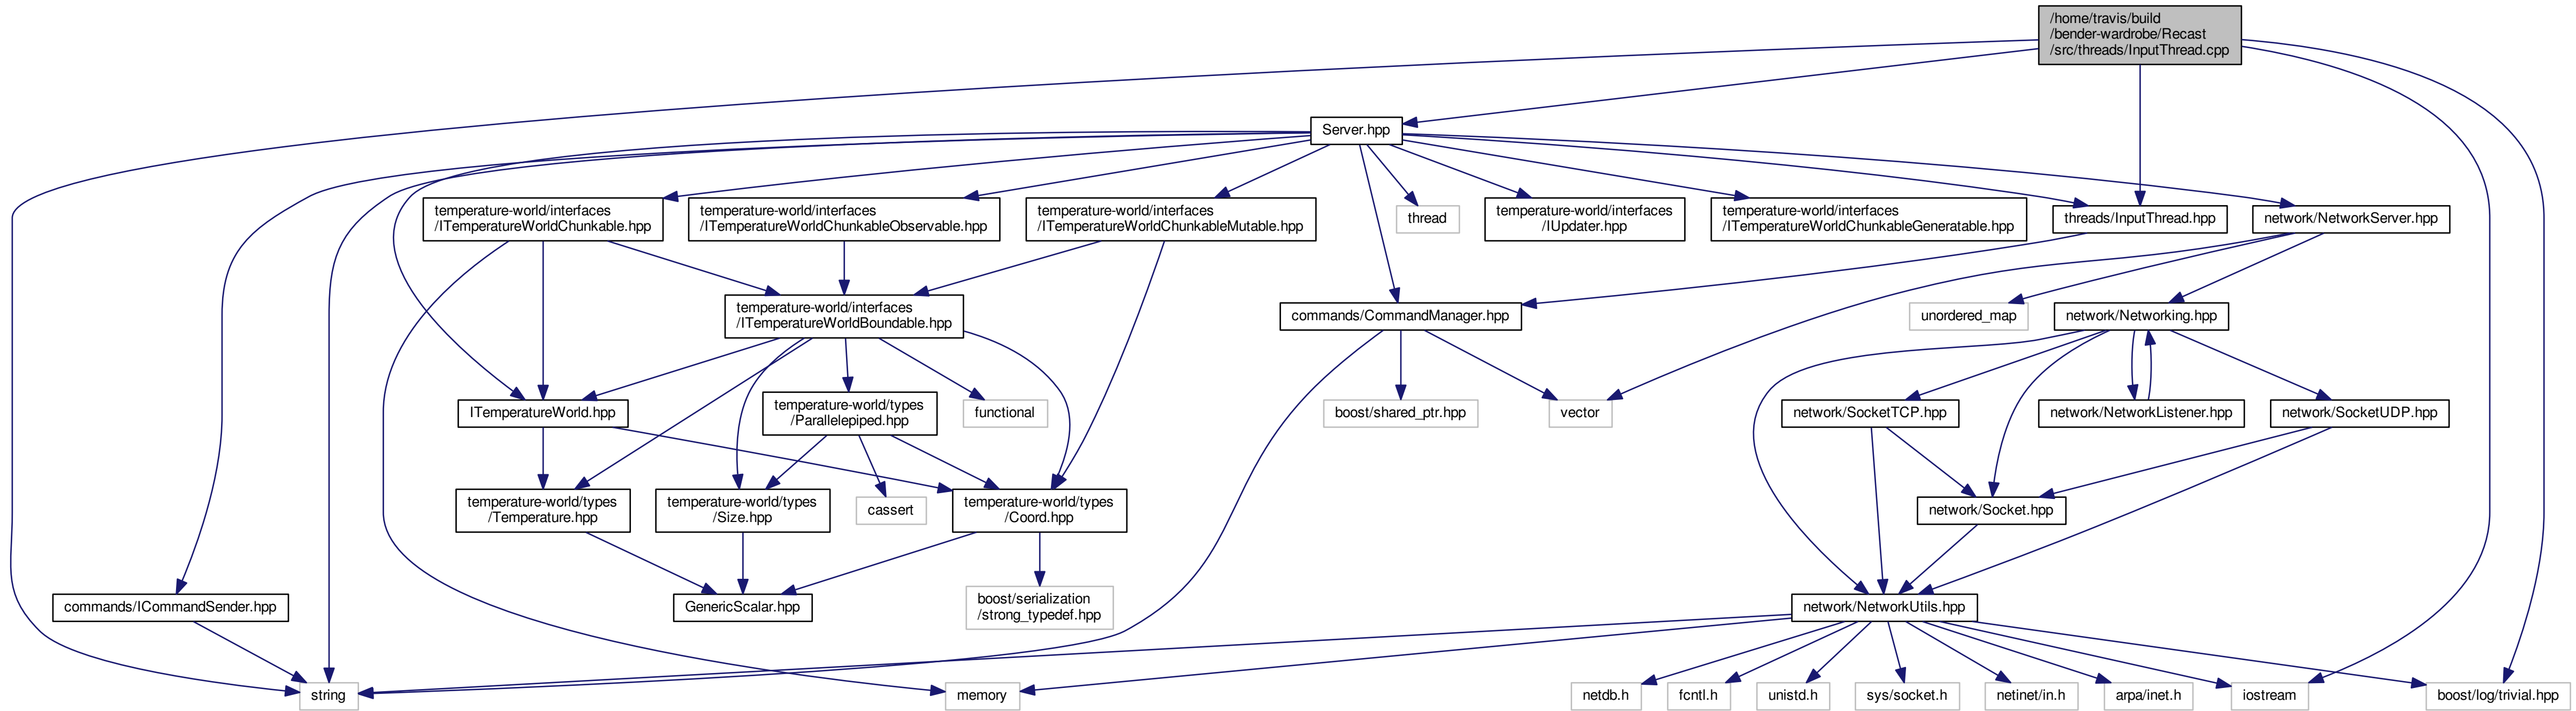 /home/travis/build
/bender-wardrobe/Recast
/src/threads/InputThread.cpp
Server.hpp
temperature-world/interfaces
/ITemperatureWorldChunkable.hpp
temperature-world/interfaces
/ITemperatureWorldChunkableObservable.hpp
temperature-world/interfaces
/ITemperatureWorldChunkableMutable.hpp
thread
temperature-world/interfaces
/IUpdater.hpp
temperature-world/interfaces
/ITemperatureWorldChunkableGeneratable.hpp
threads/InputThread.hpp
network/NetworkServer.hpp
temperature-world/interfaces
/ITemperatureWorldBoundable.hpp
commands/CommandManager.hpp
unordered_map
network/Networking.hpp
ITemperatureWorld.hpp
temperature-world/types
/Parallelepiped.hpp
functional
boost/shared_ptr.hpp
vector
network/SocketTCP.hpp
network/NetworkListener.hpp
network/SocketUDP.hpp
temperature-world/types
/Temperature.hpp
temperature-world/types
/Size.hpp
cassert
temperature-world/types
/Coord.hpp
network/Socket.hpp
commands/ICommandSender.hpp
GenericScalar.hpp
boost/serialization
/strong_typedef.hpp
network/NetworkUtils.hpp
string
memory
netdb.h
fcntl.h
unistd.h
sys/socket.h
netinet/in.h
arpa/inet.h
iostream
boost/log/trivial.hpp